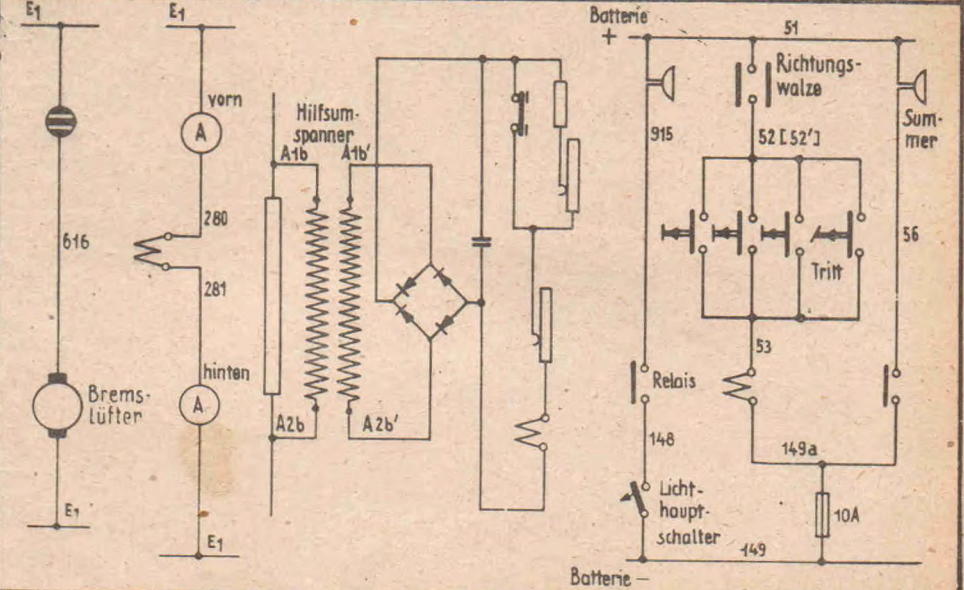 E1
E1
Batterie
+
51
vorn
A
Hilfsum-
spanner
A1b
A1b'
Richtungs-
walze
915
52 [52']
Sum-
mer
616
280
281
56
Tritt
hinten
A
Brems-
lüfter
A2b
A2b'
53
Relais
148
149a
Licht-
haupt-
schalter
10A
E1
E1
149
Batterie –